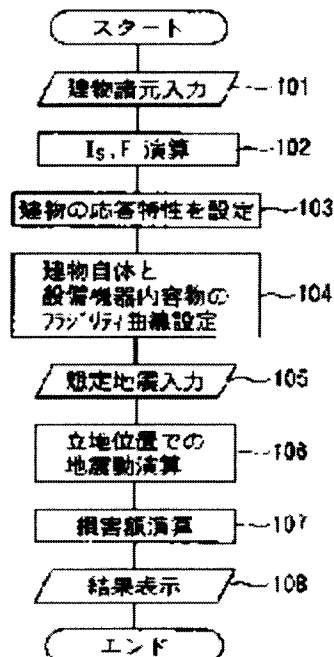 スタート
建物諸元入力 101
Is,F 演算 102
建物の応答特性を設定 103
建物自体と
設備機器内容物の
フラジリティ曲線設定
104
想定地震入力 105
立地位置での
地震動演算
106
損害額演算 107
結果表示 108
エンド